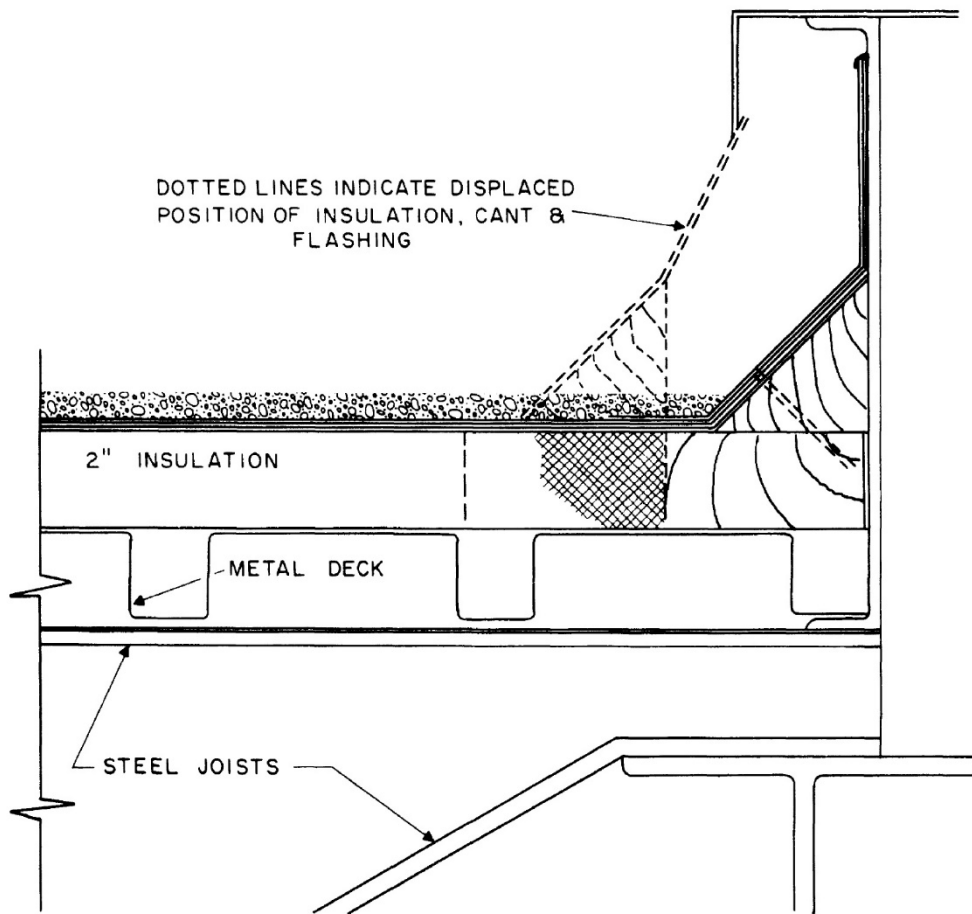 DOTTED LINES INDICATE DISPLACED
POSITION OF INSULATION, CANT &
FLASHING
2" INSULATION
METAL DECK
STEEL JOISTS